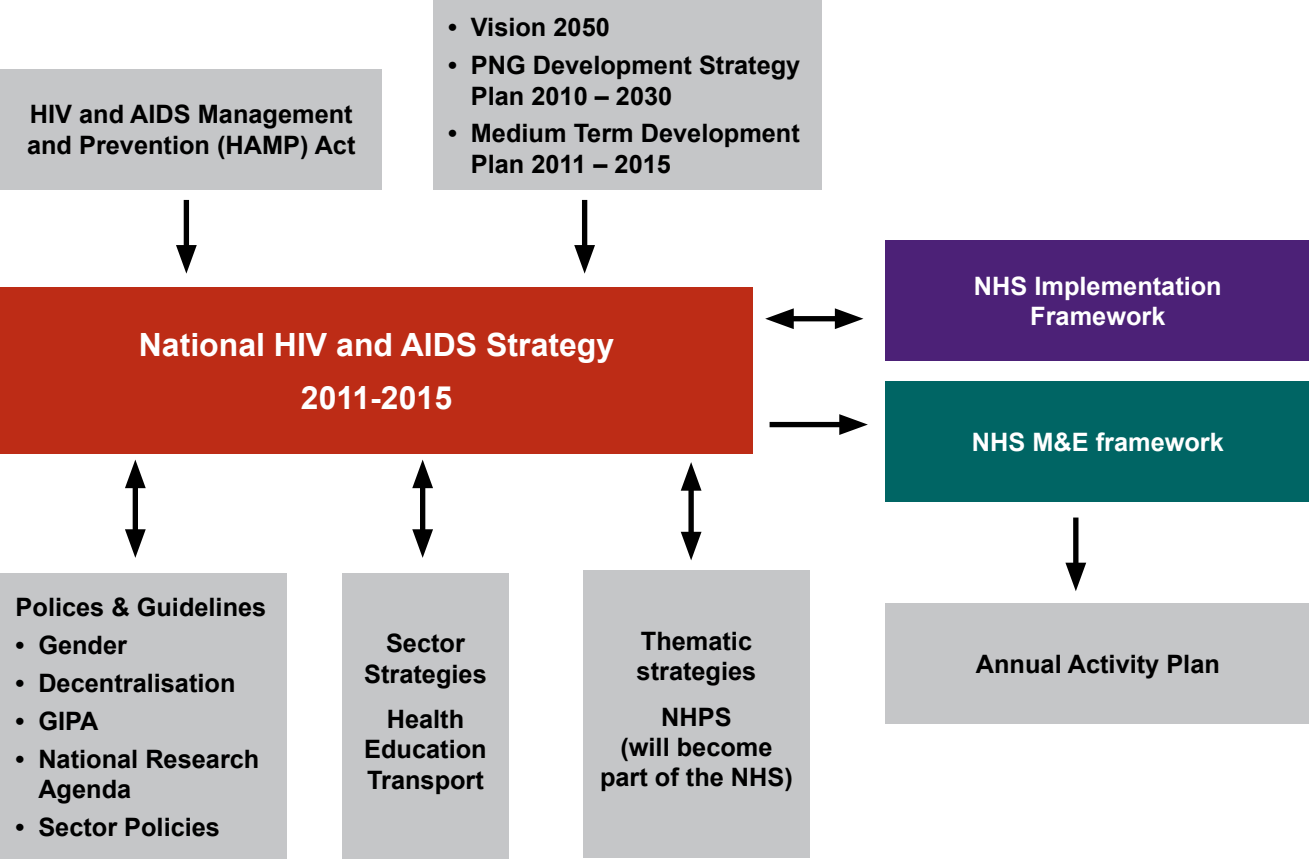 HIV and AIDS Management
and Prevention (HAMP) Act
• Vision 2050
• PNG Development Strategy
Plan 2010 – 2030
• Medium Term Development
Plan 2011 – 2015
National HIV and AIDS Strategy
2011-2015
NHS Implementation
Framework
NHS M&E framework
Polices & Guidelines
• Gender
• Decentralisation
• GIPA
• National Research
Agenda
• Sector Policies
Sector
Strategies
Health
Education
Transport
Thematic
strategies
NHPS
(will become
part of the NHS)
Annual Activity Plan